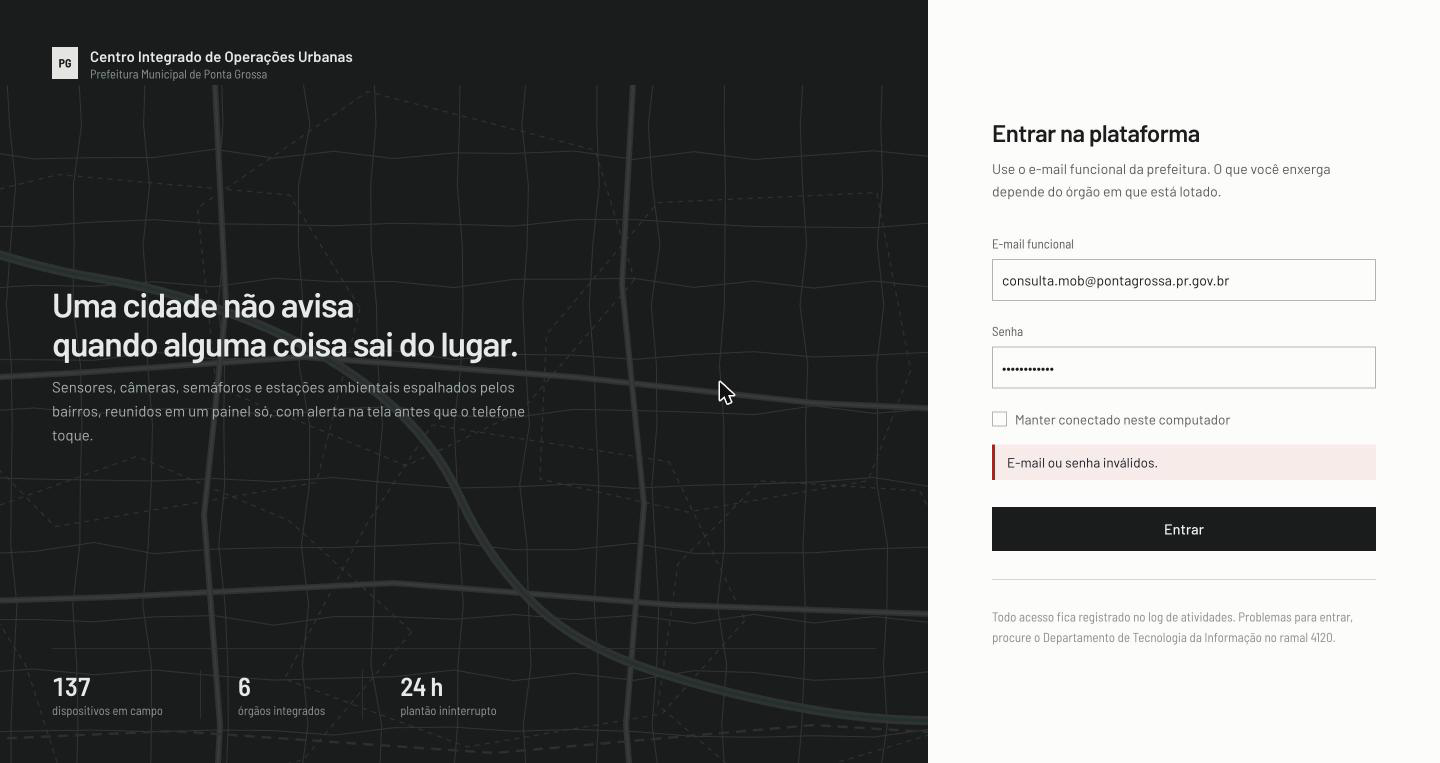 PG
Centro Integrado de Operações Urbanas
Prefeitura Municipal de Ponta Grossa
Uma cidade não avisa
quando alguma coisa sai do lugar.
Sensores, câmeras, semáforos e estações ambientais espalhados pelos
bairros, reunidos em um painel só, com alerta na tela antes que o telefone
toque.
137
dispositivos em campo
6
órgãos integrados
24 h
plantão ininterrupto
Entrar na plataforma
Use o e-mail funcional da prefeitura. O que você enxerga
depende do órgão em que está lotado.
E-mail funcional
consulta.mob@pontagrossa.pr.gov.br
Senha
••••••••••••
Manter conectado neste computador
E-mail ou senha inválidos.
Entrar
Todo acesso fica registrado no log de atividades. Problemas para entrar,
procure o Departamento de Tecnologia da Informação no ramal 4120.